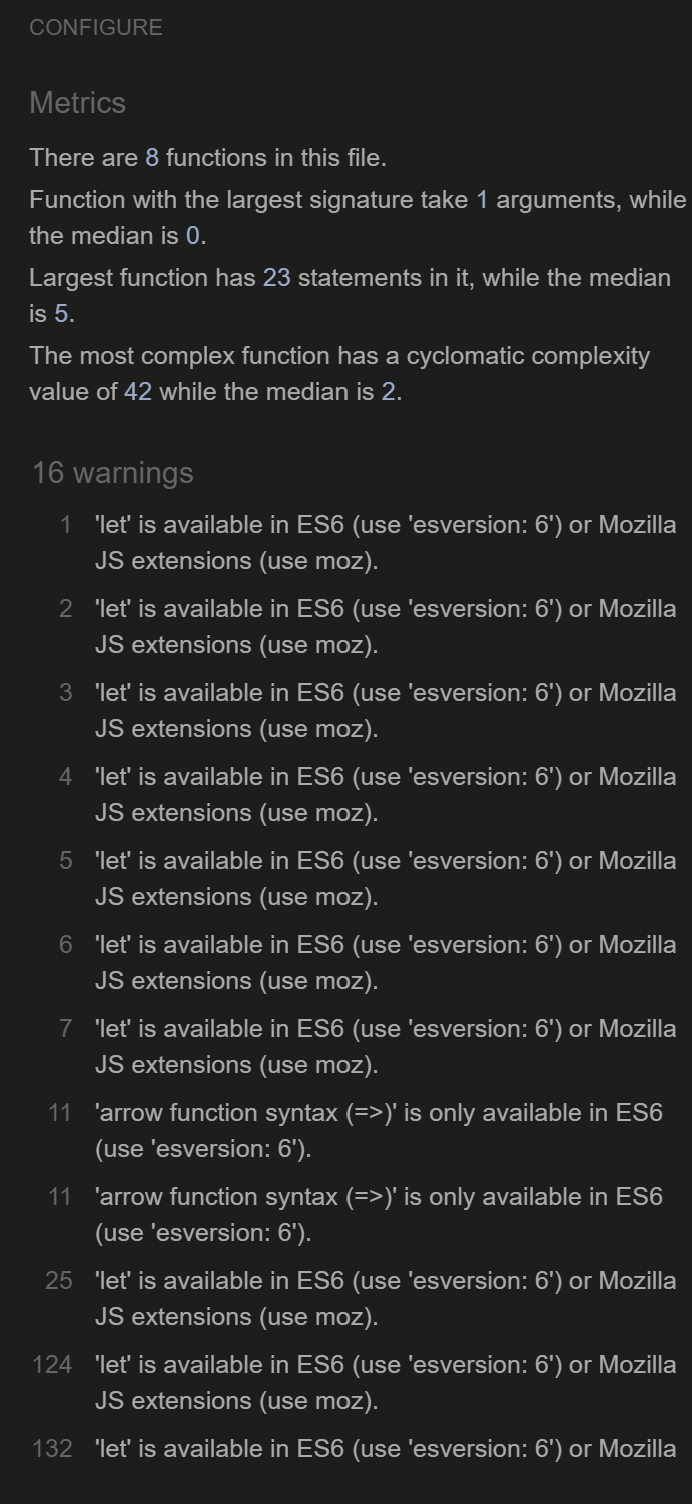 CONFIGURE
Metrics
There are 8 functions in this file.
Function with the largest signature take 1 arguments, while
the median is 0.
Largest function has 23 statements in it, while the median
is 5.
The most complex function has a cyclomatic complexity
value of 42 while the median is 2.
16 warnings
1 'let' is available in ES6 (use 'esversion: 6') or Mozilla
JS extensions (use moz).
2 'let' is available in ES6 (use 'esversion: 6') or Mozilla
JS extensions (use moz).
3 'let' is available in ES6 (use 'esversion: 6') or Mozilla
JS extensions (use moz).
4 'let' is available in ES6 (use 'esversion: 6') or Mozilla
JS extensions (use moz).
5 'let' is available in ES6 (use 'esversion: 6') or Mozilla
JS extensions (use moz).
6 'let' is available in ES6 (use 'esversion: 6') or Mozilla
JS extensions (use moz).
7 'let' is available in ES6 (use 'esversion: 6') or Mozilla
JS extensions (use moz).
11 'arrow function syntax (=>)' is only available in ES6
(use 'esversion: 6').
11 'arrow function syntax (=>)' is only available in ES6
(use 'esversion: 6').
25 'let' is available in ES6 (use 'esversion: 6') or Mozilla
JS extensions (use moz).
124 'let' is available in ES6 (use 'esversion: 6') or Mozilla
JS extensions (use moz).
132 'let' is available in ES6 (use 'esversion: 6') or Mozilla